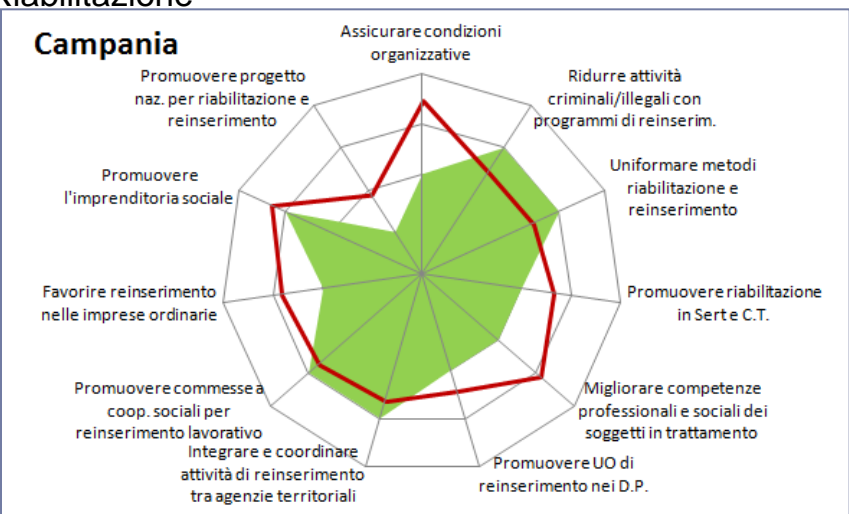 Riabilitazione
Campania
Assicurare condizioni
organizzative
Ridurre attività
criminali/illegali con
programmi di reinserim.
Uniformare metodi
riabilitazione e
reinserimento
Promuovere riabilitazione
in Sert e C.T.
Migliorare competenze
professionali e sociali dei
soggetti in trattamento
Promuovere UO di
reinserimento nei D.P.
Integrare e coordinare
attività di reinserimento
tra agenzie territoriali
Promuovere commesse a
coop. sociali per
reinserimento lavorativo
Favorire reinserimento
nelle imprese ordinarie
Promuovere
l'imprenditoria sociale
Promuovere progetto
naz. per riabilitazione e
reinserimento